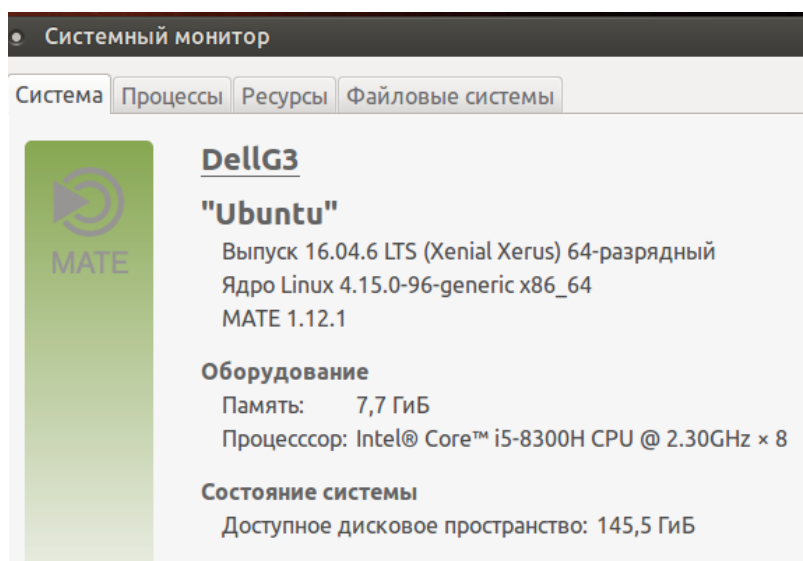 Системный монитор
Система Процессы Ресурсы Файловые системы
DellG3
"Ubuntu"
MATE
Выпуск 16.04.6 LTS (Xenial Xerus) 64-разрядный
Ядро Linux 4.15.0-96-generic x86_64
MATE 1.12.1
Оборудование
Память: 7,7 ГиБ
Процесссор: Intel® Core™ i5-8300H CPU @ 2.30GHz × 8
Состояние системы
Доступное дисковое пространство: 145,5 ГиБ